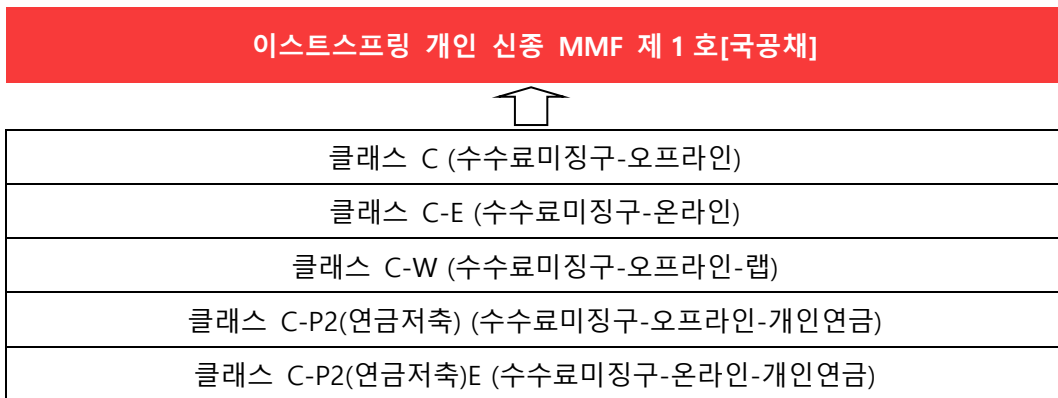 이스트스프링 개인 신종 MMF 제 1 호[국공채]
클래스 C (수수료미징구-오프라인)
클래스 C-E (수수료미징구-온라인)
클래스 C-W (수수료미징구-오프라인-랩)
클래스 C-P2(연금저축) (수수료미징구-오프라인-개인연금)
클래스 C-P2(연금저축)E (수수료미징구-온라인-개인연금)